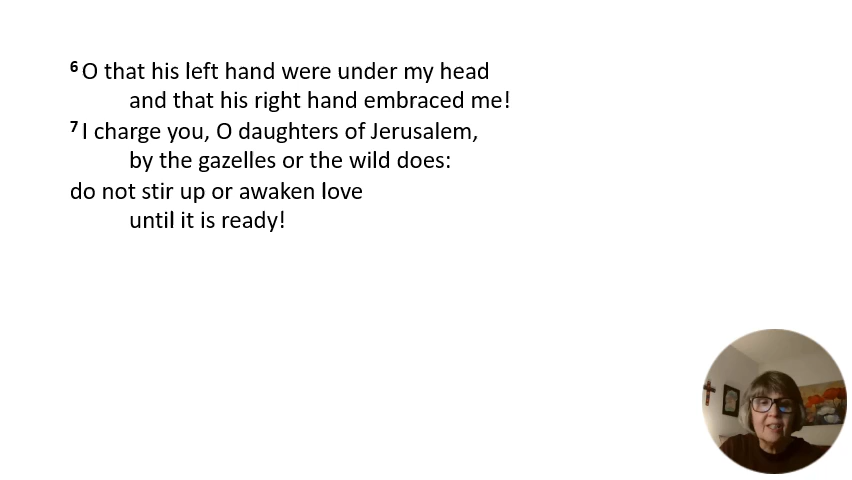 6 O that his left hand were under my head
and that his right hand embraced me!
7 I charge you, O daughters of Jerusalem,
by the gazelles or the wild does:
do not stir up or awaken love
until it is ready!